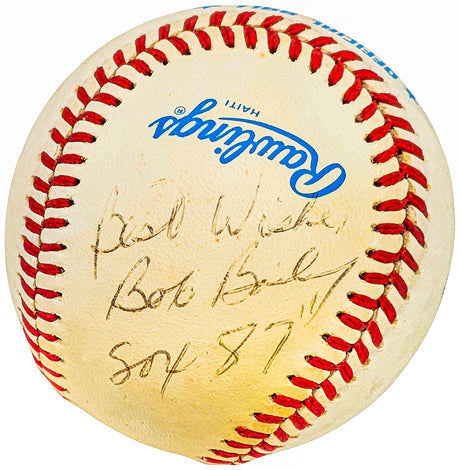 Rawlings®
HAITI
Best Wishes
Bob Bailey
Sox 87"